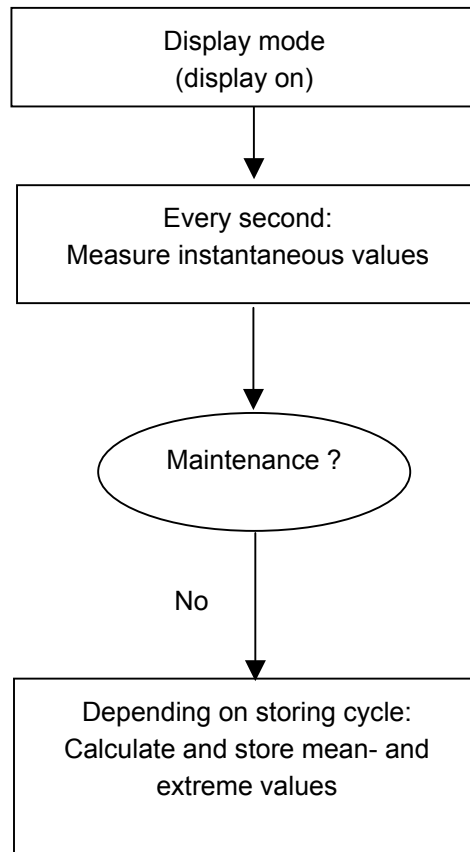 Display mode
(display on)
Every second:
Measure instantaneous values
Maintenance ?
No
Depending on storing cycle:
Calculate and store mean- and
extreme values